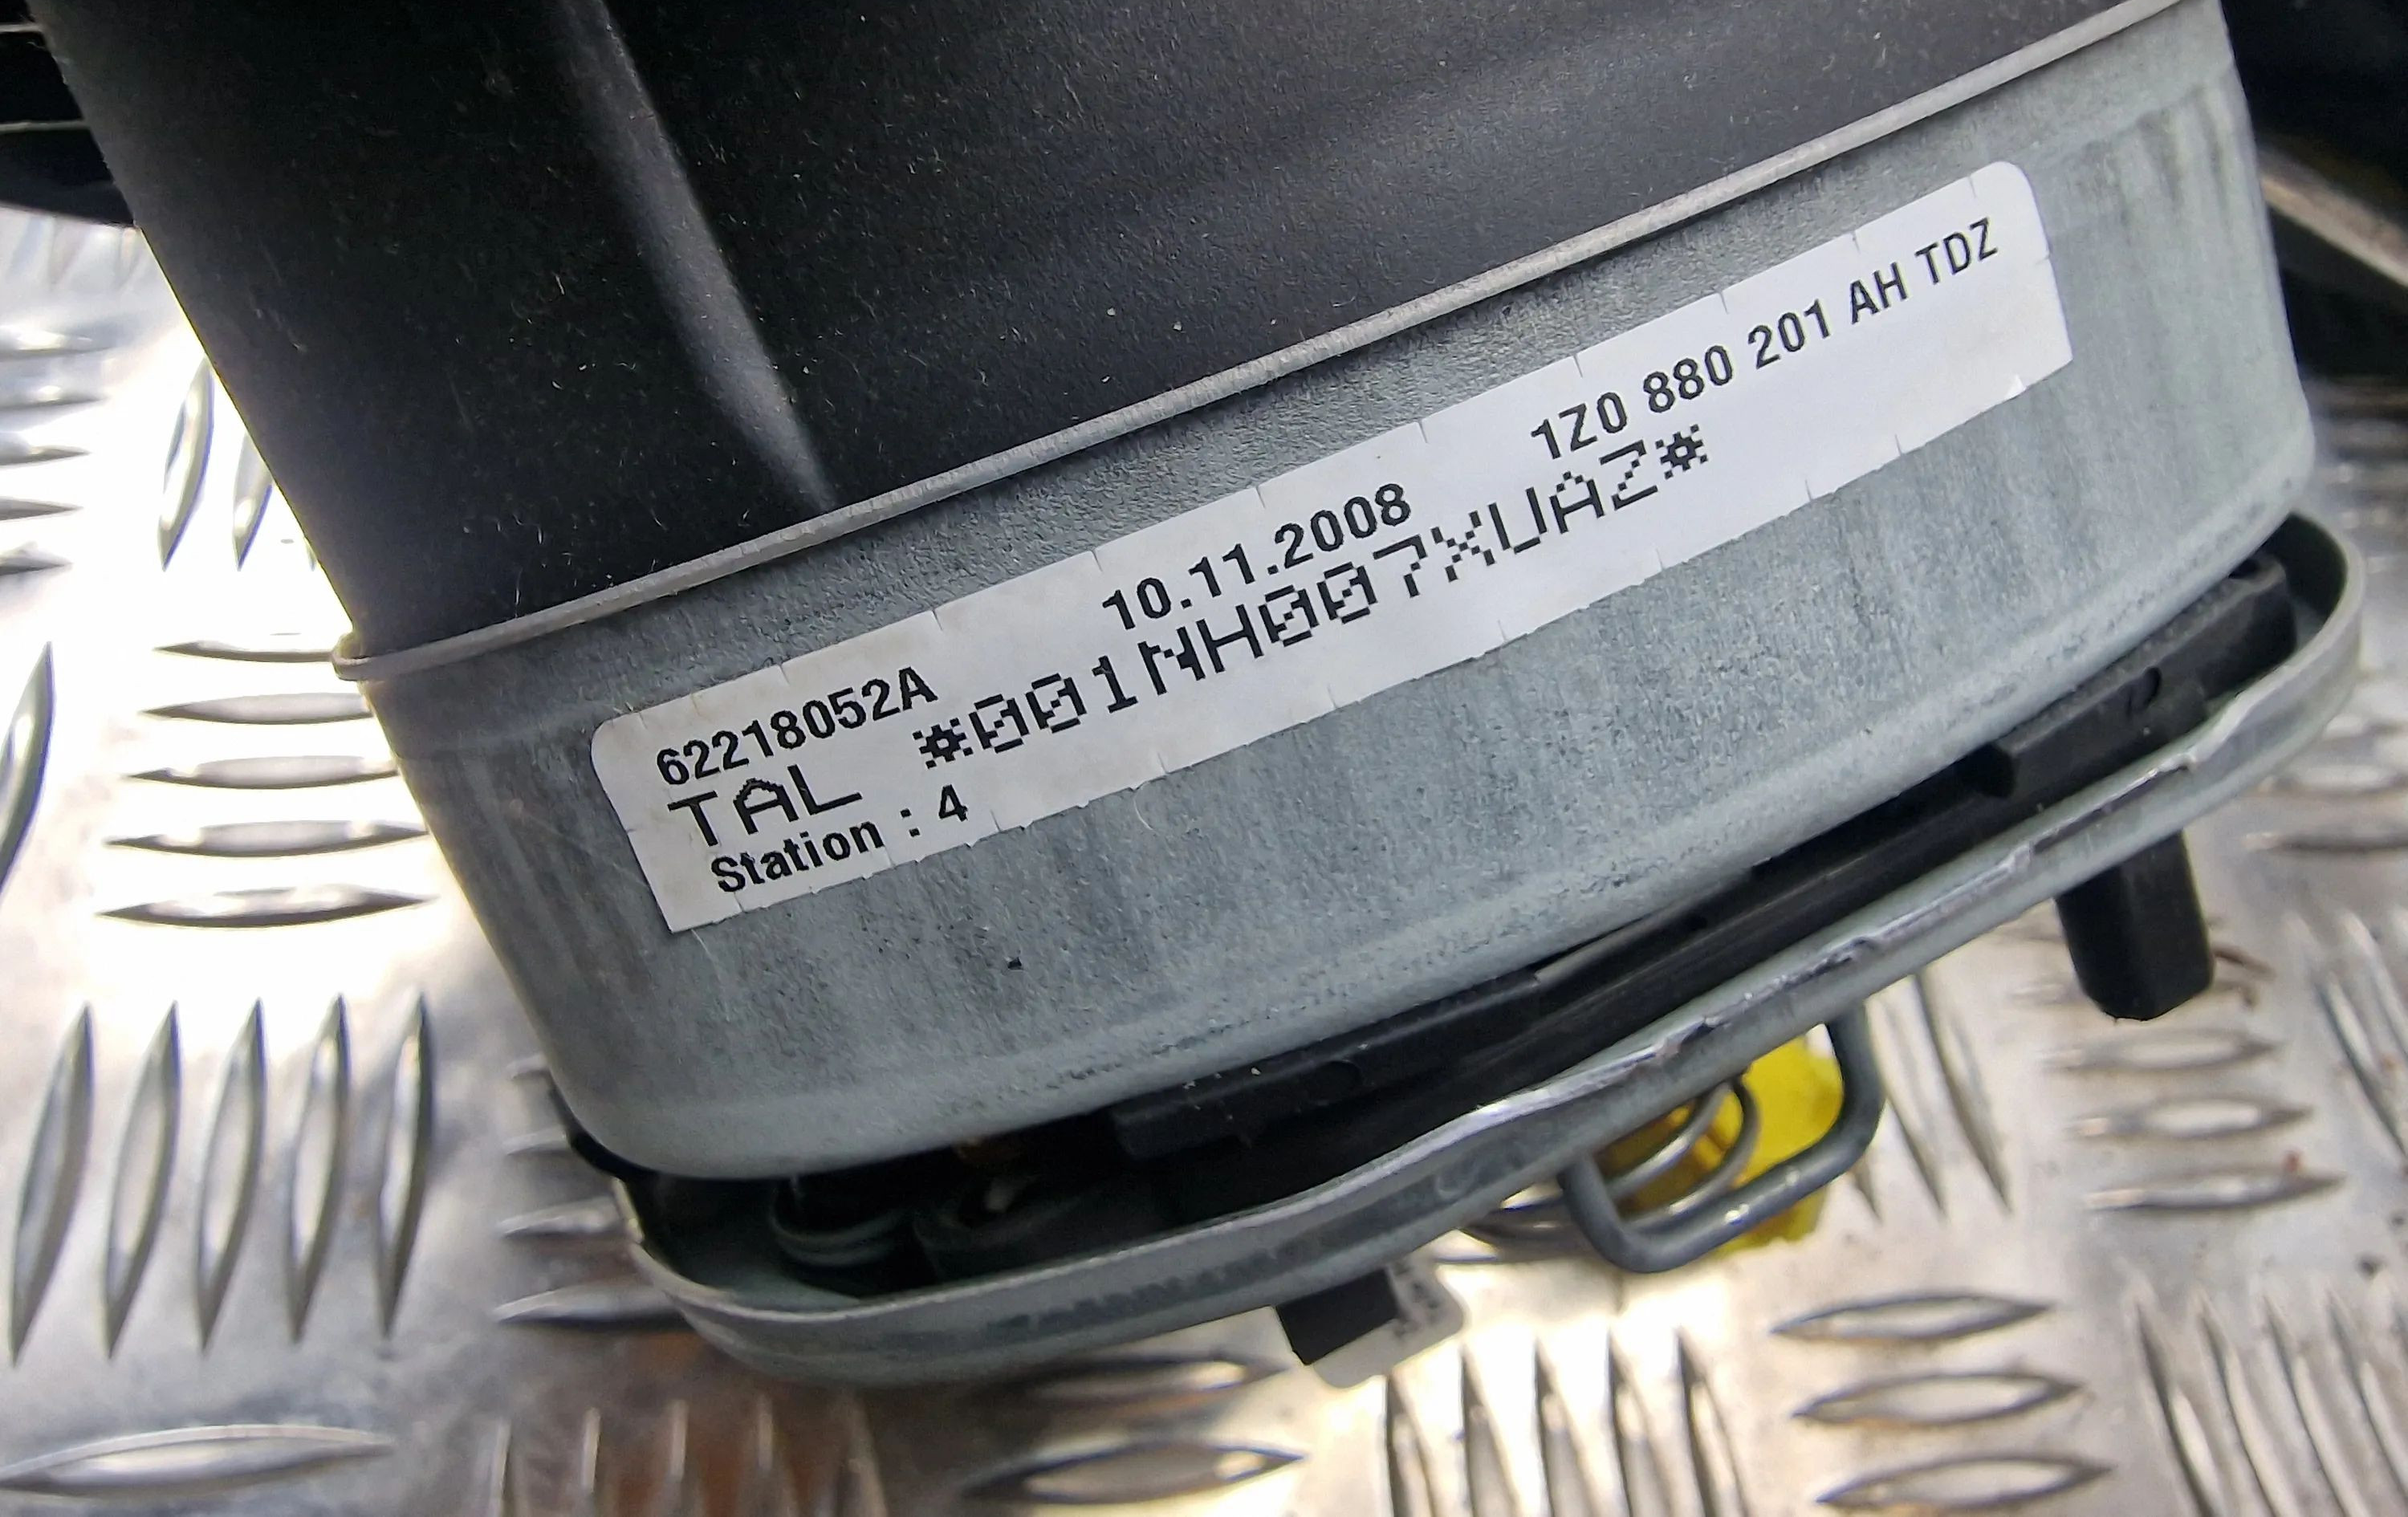 62218052A 10.11.2008 1Z0 880 201 AH TDZ
TAL *001NH007XUAZ*
Station : 4